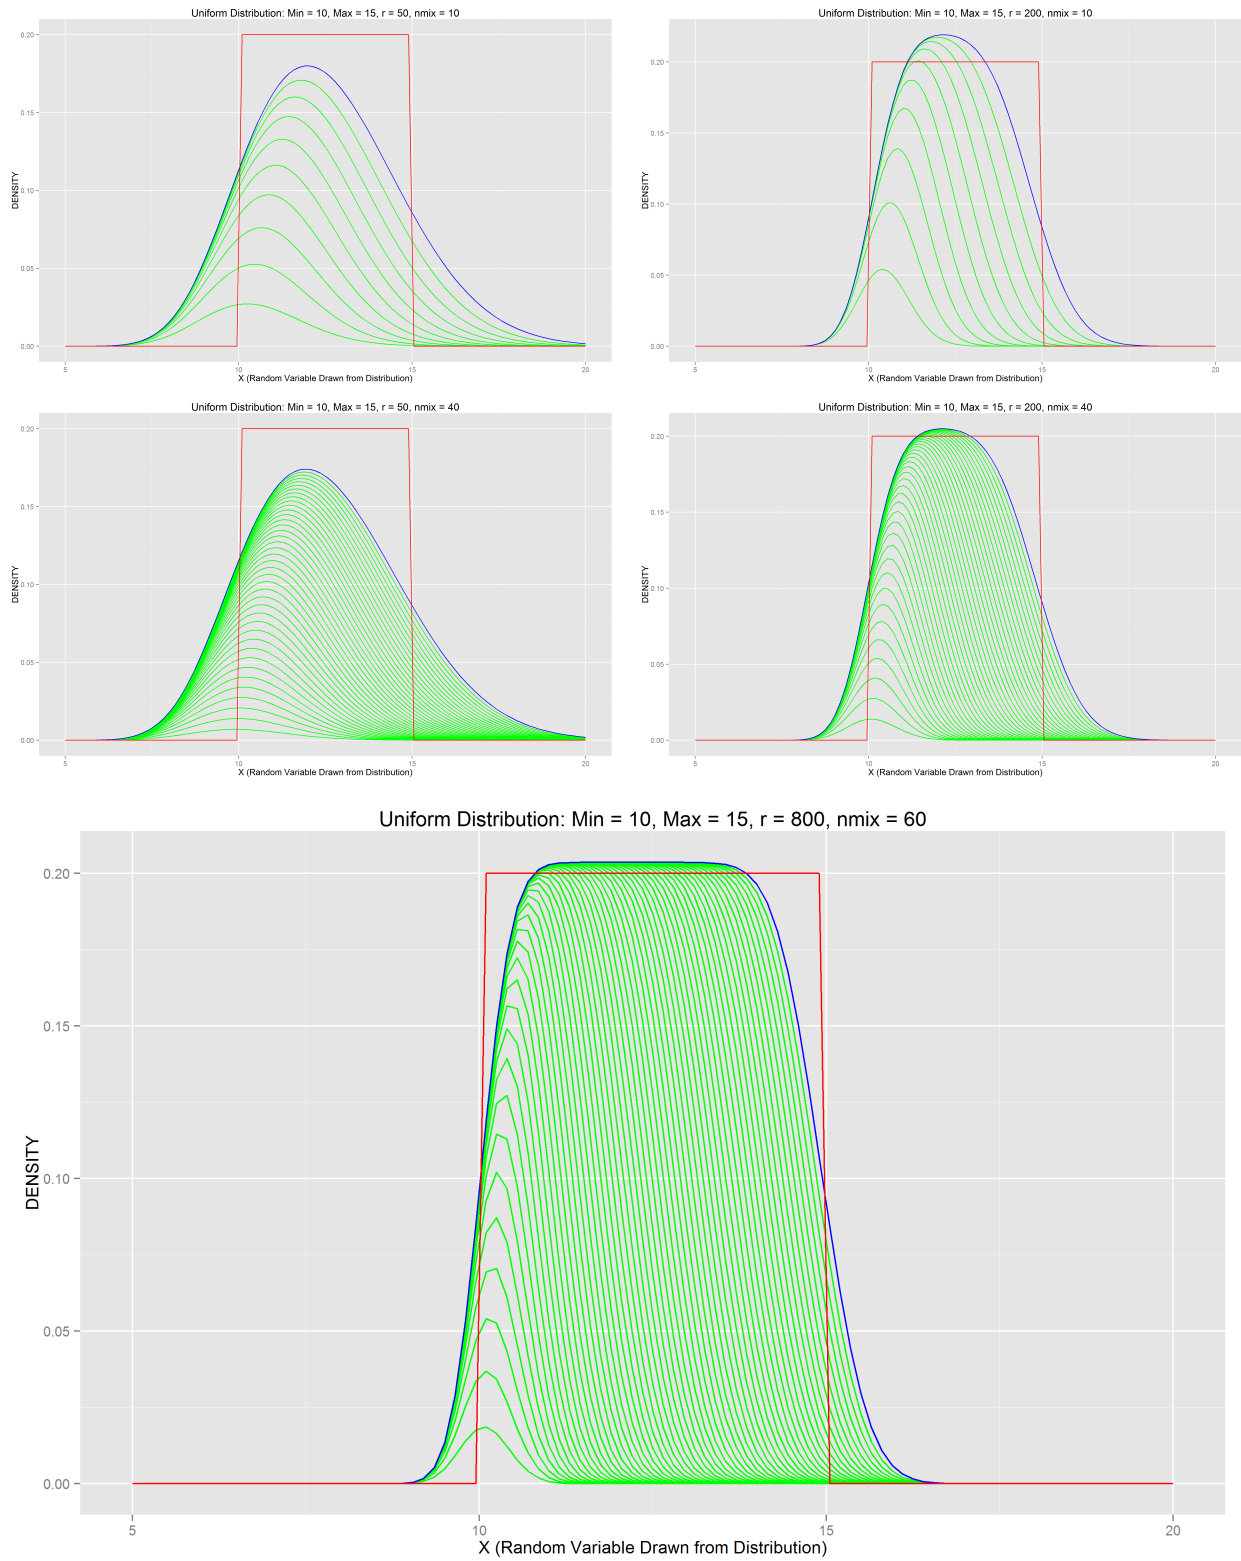 Uniform Distribution: Min = 10, Max = 15, r = 50, nmix = 10
0.20
0.15
0.10
0.05
0.00
DENSITY
5 10 15 20
X (Random Variable Drawn from Distribution)
Uniform Distribution: Min = 10, Max = 15, r = 200, nmix = 10
0.20
0.15
0.10
0.05
0.00
DENSITY
5 10 15 20
X (Random Variable Drawn from Distribution)
Uniform Distribution: Min = 10, Max = 15, r = 50, nmix = 40
0.20
0.15
0.10
0.05
0.00
DENSITY
5 10 15 20
X (Random Variable Drawn from Distribution)
Uniform Distribution: Min = 10, Max = 15, r = 200, nmix = 40
0.20
0.15
0.10
0.05
0.00
DENSITY
5 10 15 20
X (Random Variable Drawn from Distribution)
Uniform Distribution: Min = 10, Max = 15, r = 800, nmix = 60
0.20
0.15
0.10
0.05
0.00
DENSITY
5 10 15 20
X (Random Variable Drawn from Distribution)